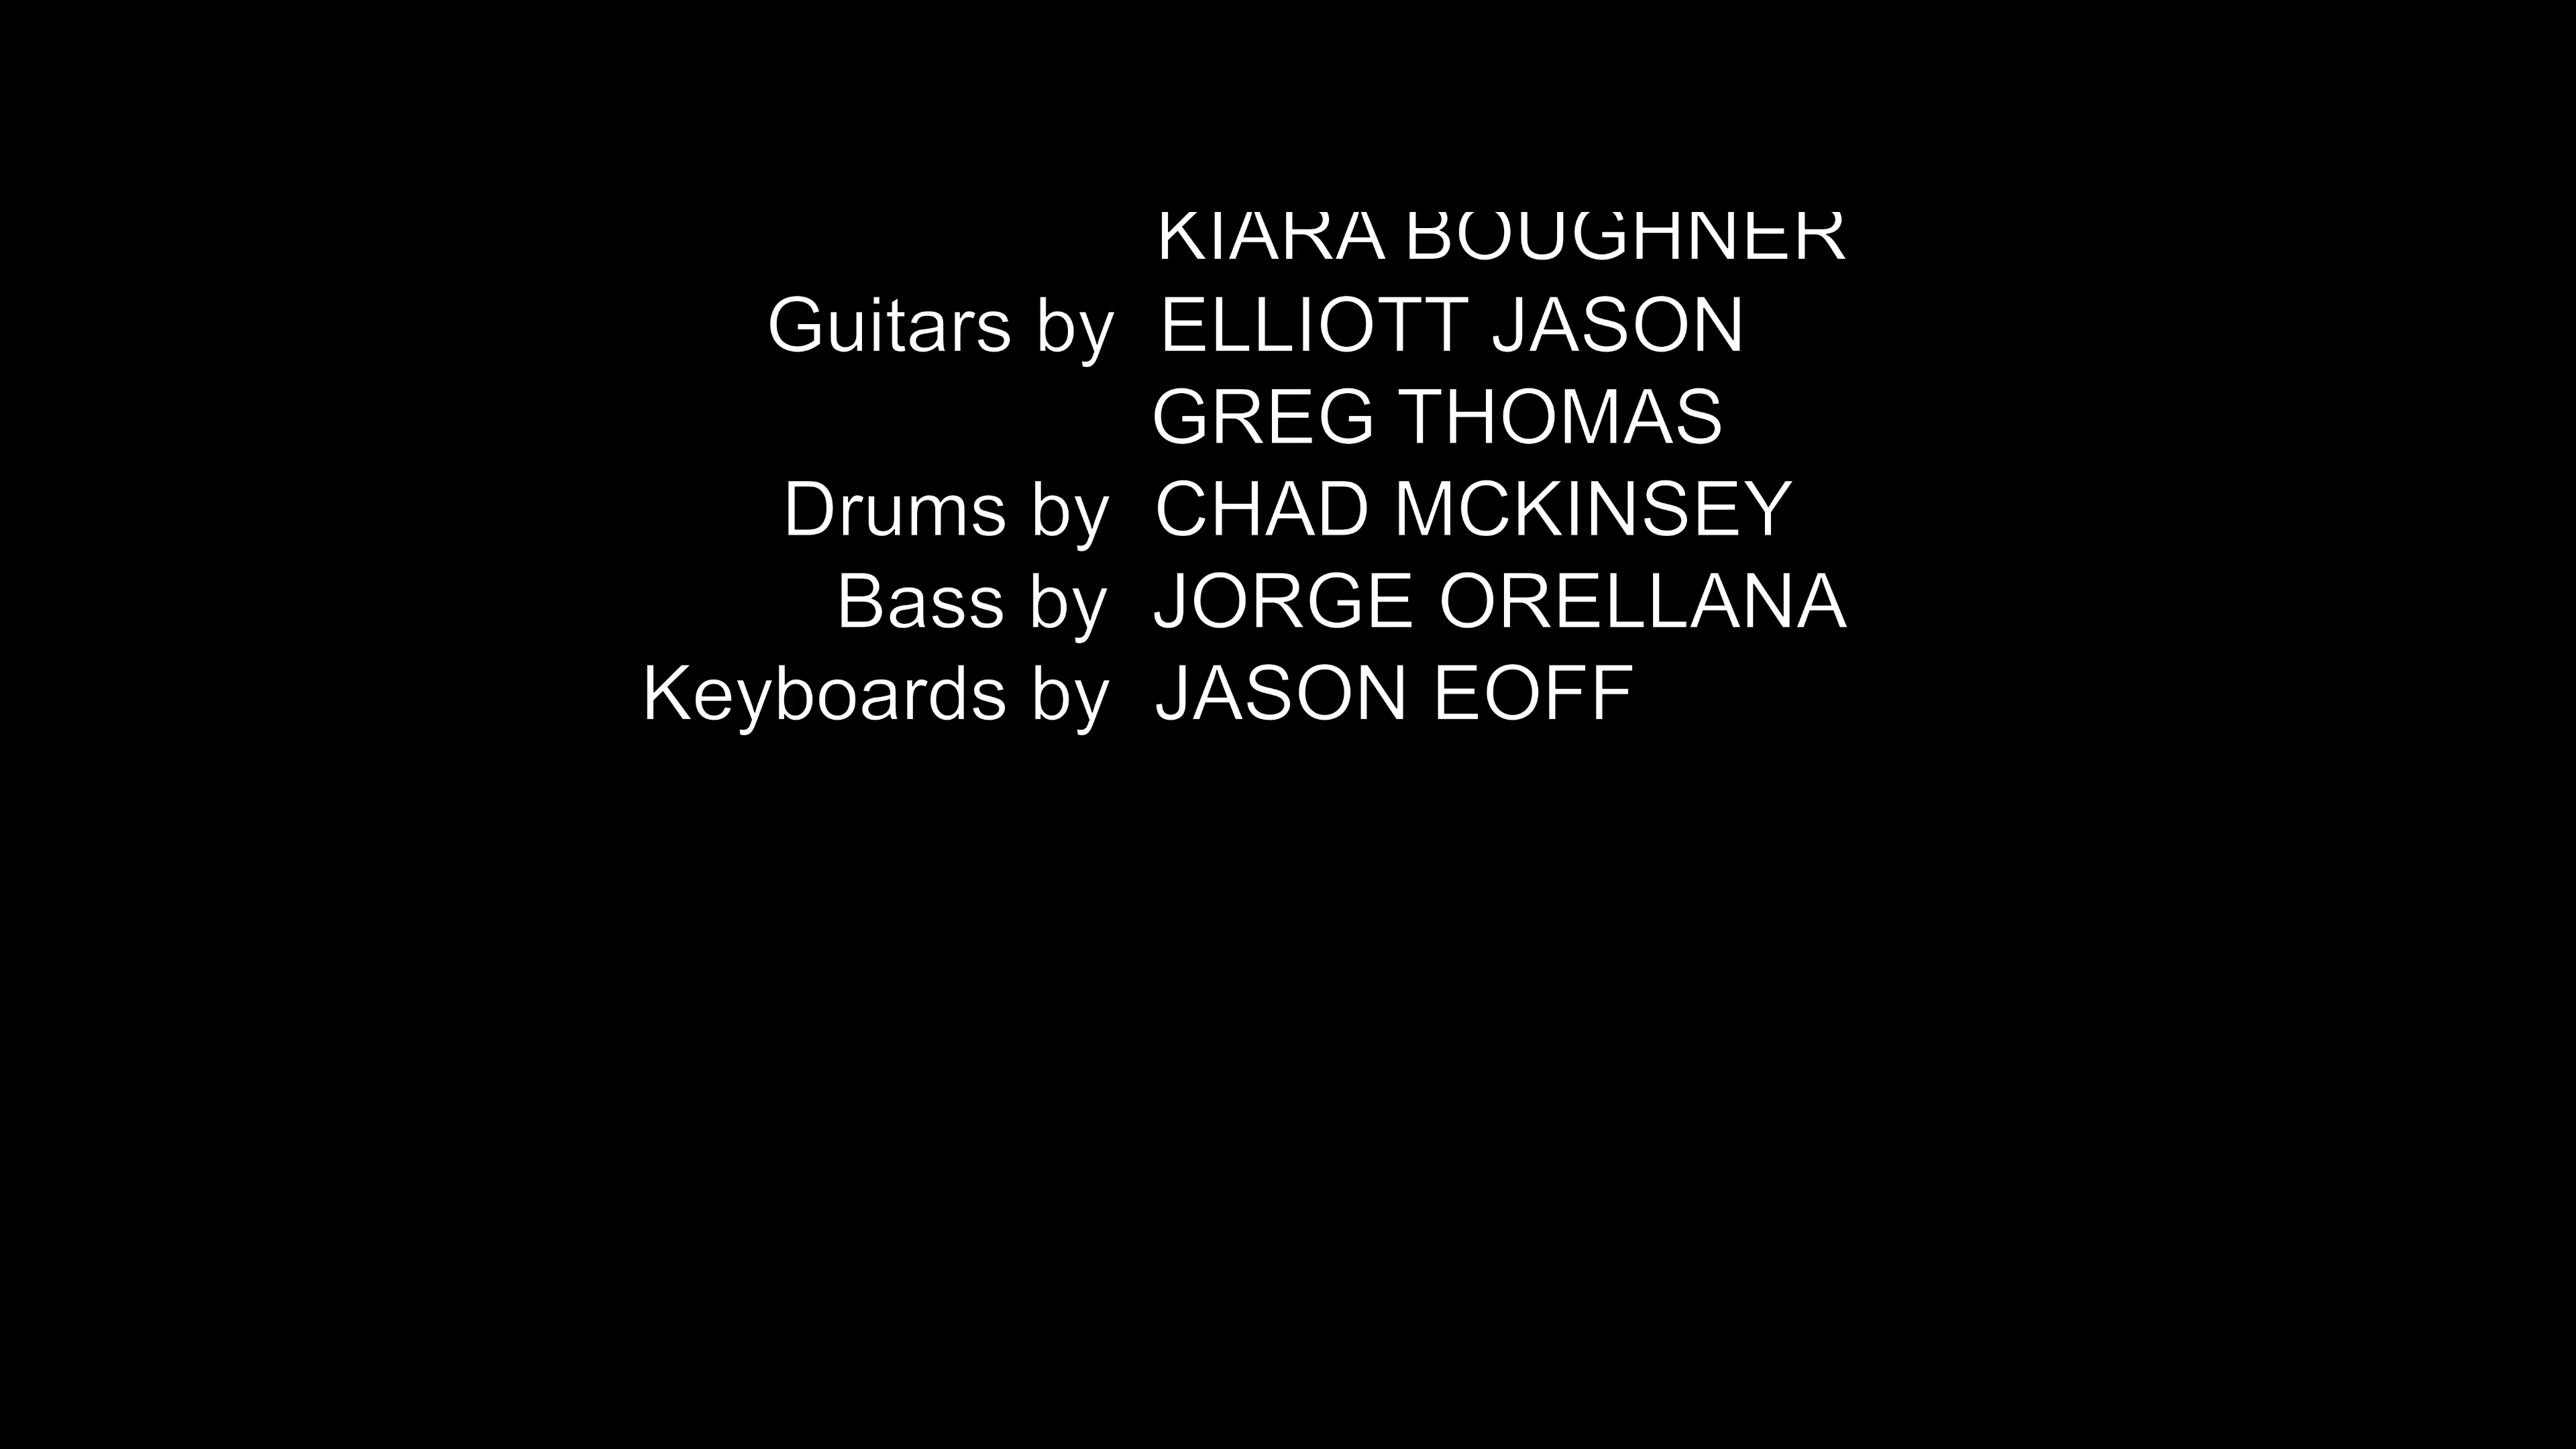 KIARA BOUGHNER
Guitars by ELLIOTT JASON
GREG THOMAS
Drums by CHAD MCKINSEY
Bass by JORGE ORELLANA
Keyboards by JASON EOFF